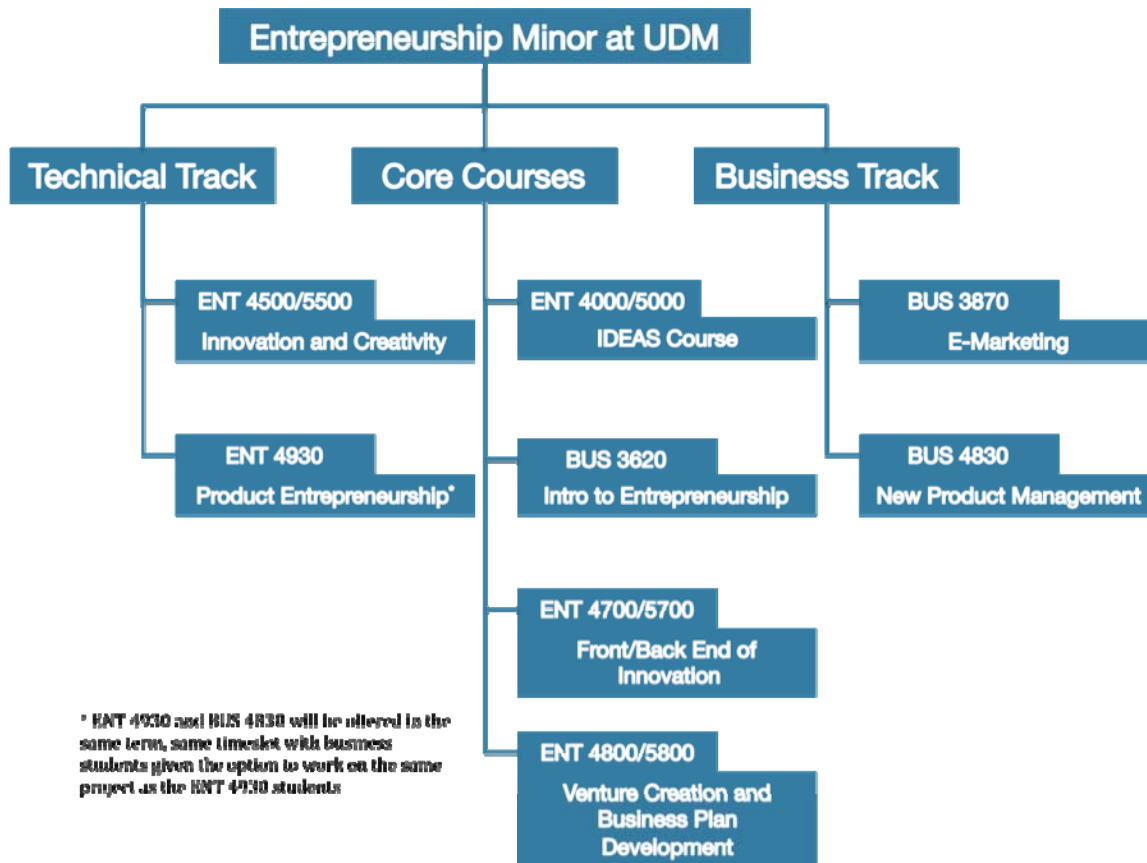 Entrepreneurship Minor at UDM
Technical Track
Core Courses
Business Track
ENT 4500/5500
Innovation and Creativity
ENT 4930
Product Entrepreneurship*
ENT 4000/5000
IDEAS Course
BUS 3620
Intro to Entrepreneurship
ENT 4700/5700
Front/Back End of
Innovation
ENT 4800/5800
Venture Creation and
Business Plan
Development
BUS 3870
E-Marketing
BUS 4830
New Product Management
* ENT 4930 and BUS 4830 will be offered in the
same term, same timeslot with business
students given the option to work on the same
project as the ENT 4930 students